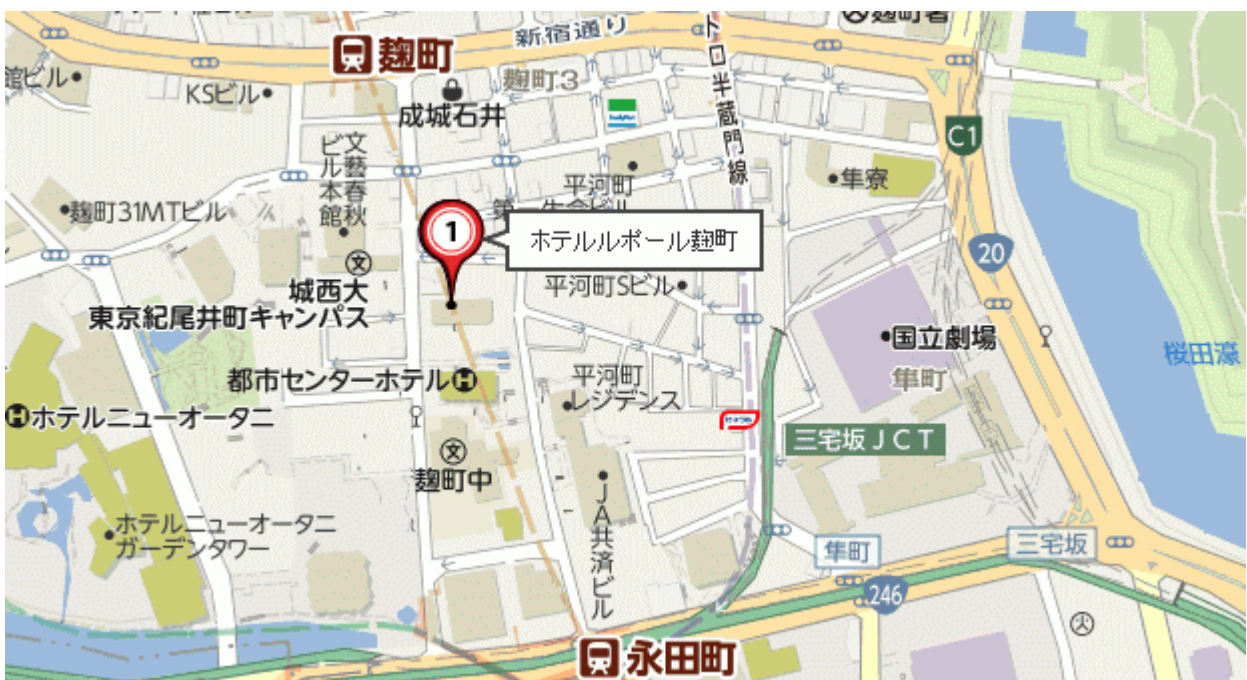 新宿通り
麹町署
麹町
麹町3
トロ半蔵門線
館ビル
KSビル
成城石井
FamilyMart
C1
文藝春秋
ビル本館
平河町
隼寮
麹町31MTビル
1
ホテルルポール麹町
20
城西大
東京紀尾井町キャンパス
平河町Sビル
国立劇場
桜田濠
都市センターホテル
平河町
レジデンス
隼町
ホテルニューオータニ
三宅坂JCT
麹町中
JA共済ビル
ホテルニューオータニ
ガーデンタワー
隼町
三宅坂
246
永田町